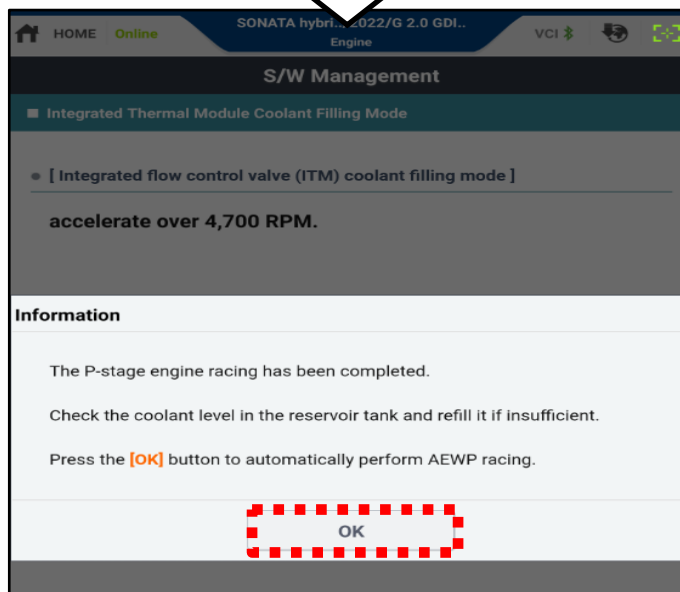 HOME Online
SONATA hybri.. 2022/G 2.0 GDI..
Engine
VCI
S/W Management
Integrated Thermal Module Coolant Filling Mode
[ Integrated flow control valve (ITM) coolant filling mode ]
accelerate over 4,700 RPM.
Information
The P-stage engine racing has been completed.
Check the coolant level in the reservoir tank and refill it if insufficient.
Press the [OK] button to automatically perform AEWP racing.
OK